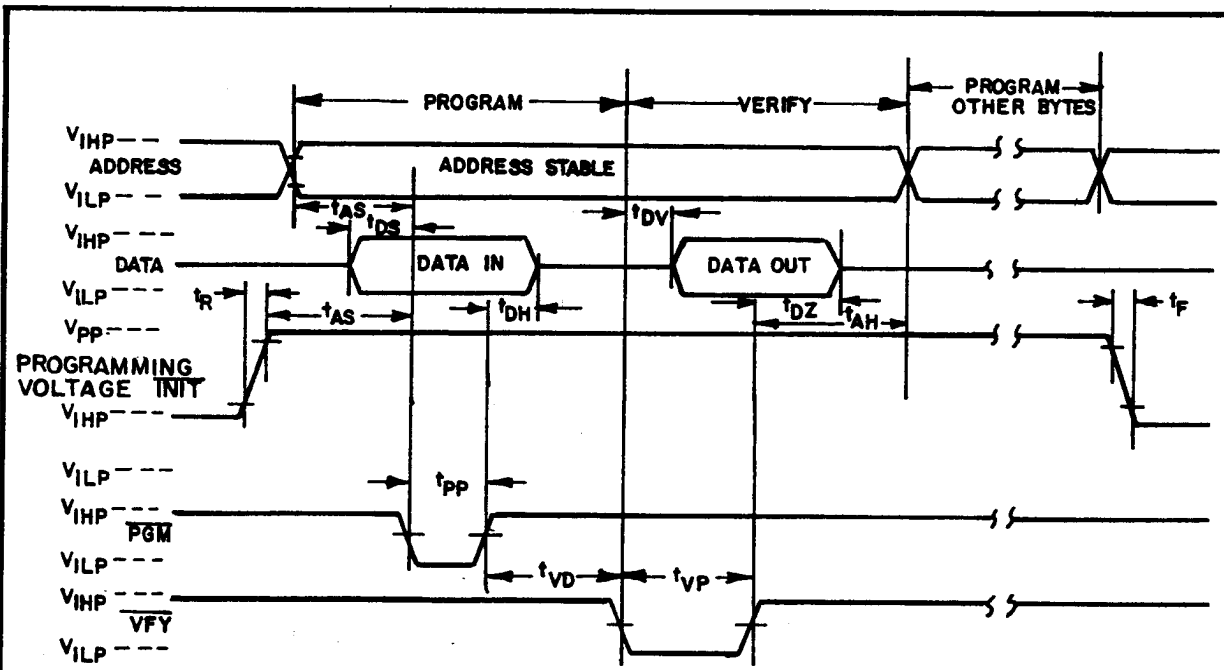 PROGRAM
VERIFY
PROGRAM
OTHER BYTES
VIHP
ADDRESS
ADDRESS STABLE
VILP
tAS
tDS
tDV
VIHP
DATA
DATA IN
DATA OUT
VILP
tR
tAS
tDH
tDZ
tAH
tF
VPP
PROGRAMMING
VOLTAGE INIT
VIHP
VILP
tPP
VIHP
PGM
VILP
tVD
tVP
VIHP
VFY
VILP